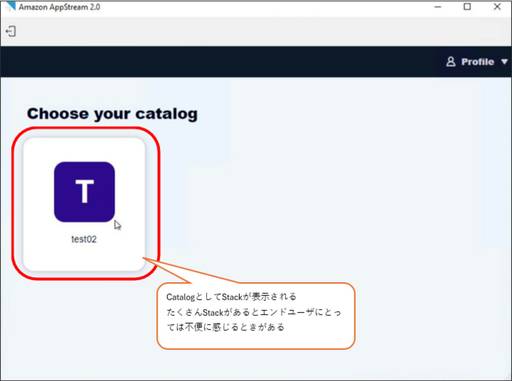 Amazon AppStream 2.0
Profile
Choose your catalog
T
test02
CatalogとしてStackが表示される
たくさんStackがあるとエンドユーザにとっ
ては不便に感じるときがある